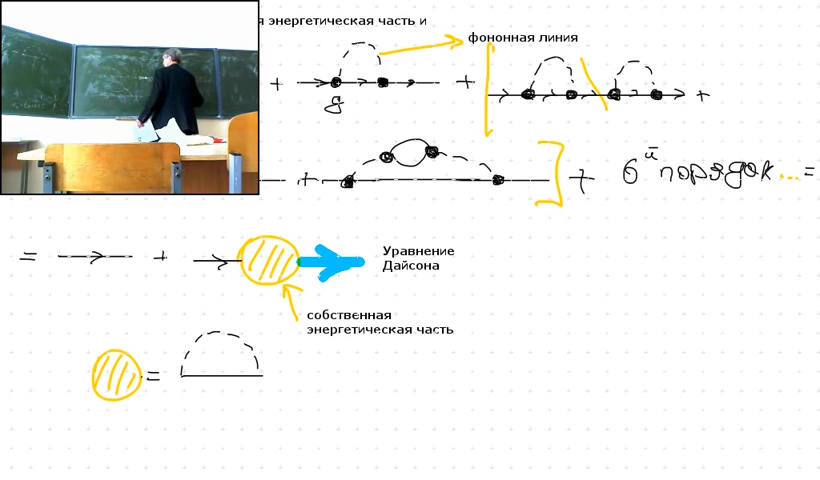 я энергетическая часть и
фононная линия
+ + +
g
+ + 6й порядок ... =
= + Уравнение
Дайсона
собственная
энергетическая часть
=